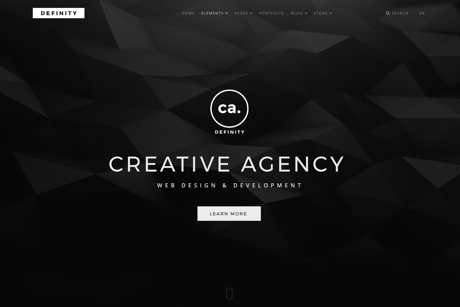 DEFINITY
HOME ELEMENTS PAGES PORTFOLIO BLOG STORE SEARCH EN
ca.
DEFINITY
CREATIVE AGENCY
WEB DESIGN & DEVELOPMENT
LEARN MORE